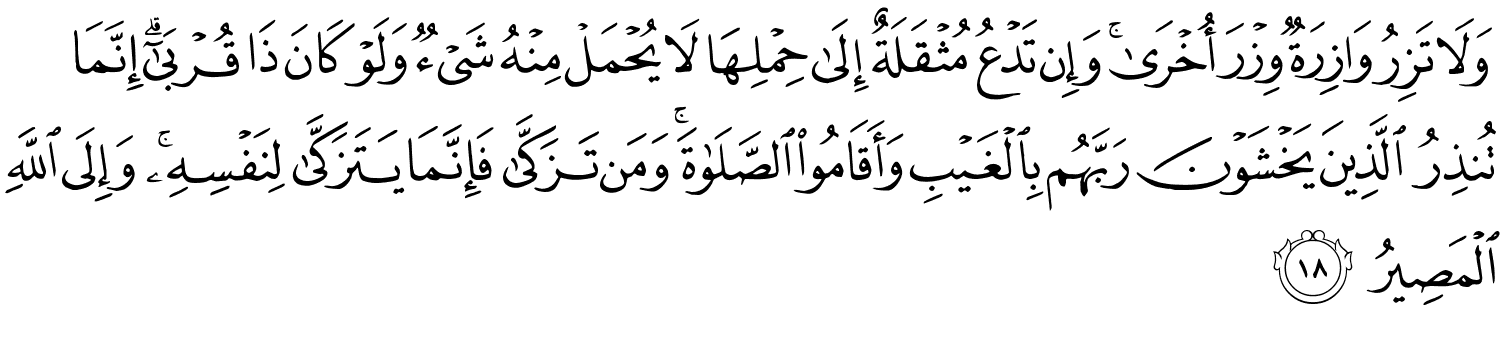 وَلَا تَزِرُ وَازِرَةٌ وِزْرَ أُخْرَىٰ ۚ وَإِن تَدْعُ مُثْقَلَةٌ إِلَىٰ حِمْلِهَا لَا يُحْمَلْ مِنْهُ شَىْءٌ وَلَوْ كَانَ ذَا قُرْبَىٰٓ ۗ إِنَّمَا
تُنذِرُ ٱلَّذِينَ يَخْشَوْنَ رَبَّهُم بِٱلْغَيْبِ وَأَقَامُوا۟ ٱلصَّلَوٰةَ ۚ وَمَن تَزَكَّىٰ فَإِنَّمَا يَتَزَكَّىٰ لِنَفْسِهِۦ ۚ وَإِلَى ٱللَّهِ
ٱلْمَصِيرُ ١٨